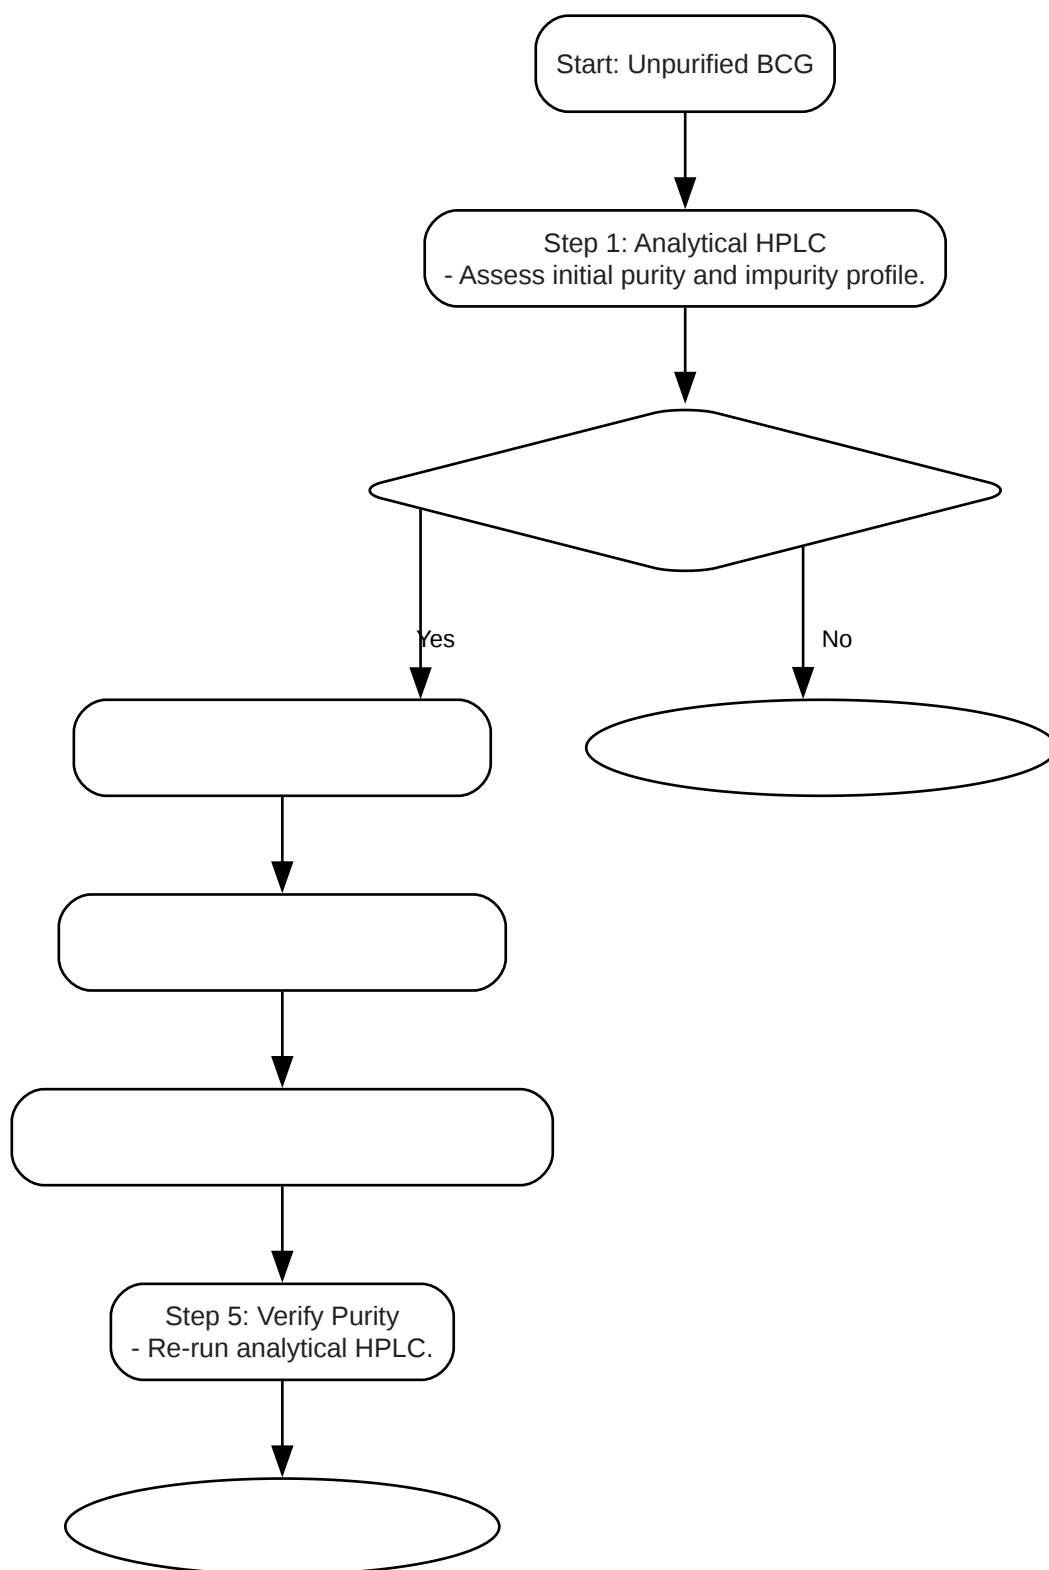 Start: Unpurified BCG
Step 1: Analytical HPLC
- Assess initial purity and impurity profile.
Yes
No
Step 5: Verify Purity
- Re-run analytical HPLC.